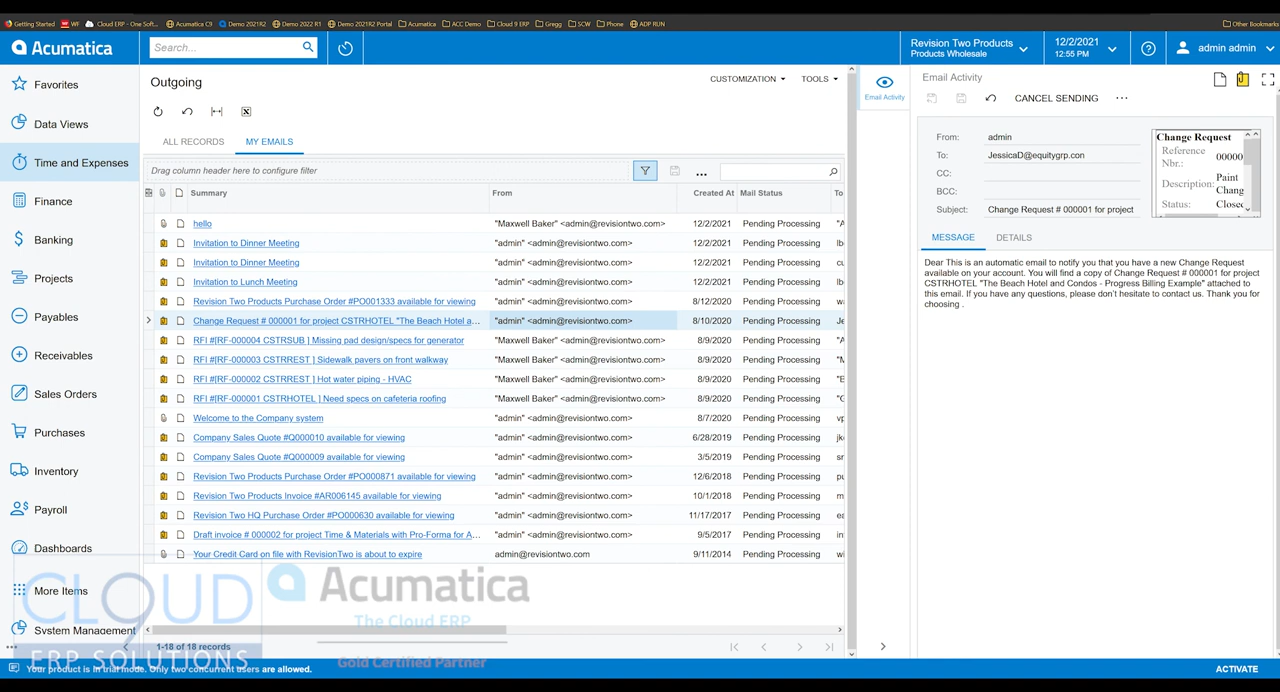 Getting Started WF Cloud ERP - One Soft... Acumatica C9 Demo 2021R2 Demo 2022 R1 Demo 2021R2 Portal Acumatica ACC Demo Cloud 9 ERP Gregg SCW Phone ADP RUN Other Bookmarks
Acumatica Search... Revision Two Products Products Wholesale 12/2/2021 12:55 PM admin admin
Favorites
Data Views
Time and Expenses
Finance
Banking
Projects
Payables
Receivables
Sales Orders
Purchases
Inventory
Payroll
Dashboards
More Items
System Management
Outgoing CUSTOMIZATION TOOLS
ALL RECORDS MY EMAILS
Drag column header here to configure filter
Summary From Created At Mail Status To
hello "Maxwell Baker" <admin@revisiontwo.com> 12/2/2021 Pending Processing "A
Invitation to Dinner Meeting "admin" <admin@revisiontwo.com> 12/2/2021 Pending Processing lb
Invitation to Dinner Meeting "admin" <admin@revisiontwo.com> 12/2/2021 Pending Processing cu
Invitation to Lunch Meeting "admin" <admin@revisiontwo.com> 12/2/2021 Pending Processing lb
Revision Two Products Purchase Order #PO001333 available for viewing "admin" <admin@revisiontwo.com> 8/12/2020 Pending Processing w
Change Request # 000001 for project CSTRHOTEL "The Beach Hotel a... "admin" <admin@revisiontwo.com> 8/10/2020 Pending Processing Je
RFI #[RF-000004 CSTRSUB ] Missing pad design/specs for generator "Maxwell Baker" <admin@revisiontwo.com> 8/9/2020 Pending Processing "A
RFI #[RF-000003 CSTRREST ] Sidewalk pavers on front walkway "Maxwell Baker" <admin@revisiontwo.com> 8/9/2020 Pending Processing "M
RFI #[RF-000002 CSTRREST ] Hot water piping - HVAC "Maxwell Baker" <admin@revisiontwo.com> 8/9/2020 Pending Processing "E
RFI #[RF-000001 CSTRHOTEL ] Need specs on cafeteria roofing "Maxwell Baker" <admin@revisiontwo.com> 8/9/2020 Pending Processing "G
Welcome to the Company system "admin" <admin@revisiontwo.com> 8/7/2020 Pending Processing vp
Company Sales Quote #Q000010 available for viewing "admin" <admin@revisiontwo.com> 6/28/2019 Pending Processing jk
Company Sales Quote #Q000009 available for viewing "admin" <admin@revisiontwo.com> 3/5/2019 Pending Processing sr
Revision Two Products Purchase Order #PO000871 available for viewing "admin" <admin@revisiontwo.com> 12/6/2018 Pending Processing pu
Revision Two Products Invoice #AR006145 available for viewing "admin" <admin@revisiontwo.com> 10/1/2018 Pending Processing m
Revision Two HQ Purchase Order #PO000630 available for viewing "admin" <admin@revisiontwo.com> 11/17/2017 Pending Processing ea
Draft invoice # 000002 for project Time & Materials with Pro-Forma for A... "admin" <admin@revisiontwo.com> 9/5/2017 Pending Processing in
Your Credit Card on file with RevisionTwo is about to expire admin@revisiontwo.com 9/11/2014 Pending Processing wi
1-18 of 18 records
Email Activity
Email Activity
CANCEL SENDING ...
From: admin
To: JessicaD@equitygrp.con
CC:
BCC:
Subject: Change Request # 000001 for project
Change Request
Reference Nbr.: 00000
Description: Paint Chang
Status: Closed
MESSAGE DETAILS
Dear This is an automatic email to notify you that you have a new Change Request
available on your account. You will find a copy of Change Request # 000001 for project
CSTRHOTEL "The Beach Hotel and Condos - Progress Billing Example" attached to
this email. If you have any questions, please don't hesitate to contact us. Thank you for
choosing .
CLOUD 9
ERP SOLUTIONS
Acumatica
The Cloud ERP
Gold Certified Partner
Your product is in trial mode. Only two concurrent users are allowed. ACTIVATE